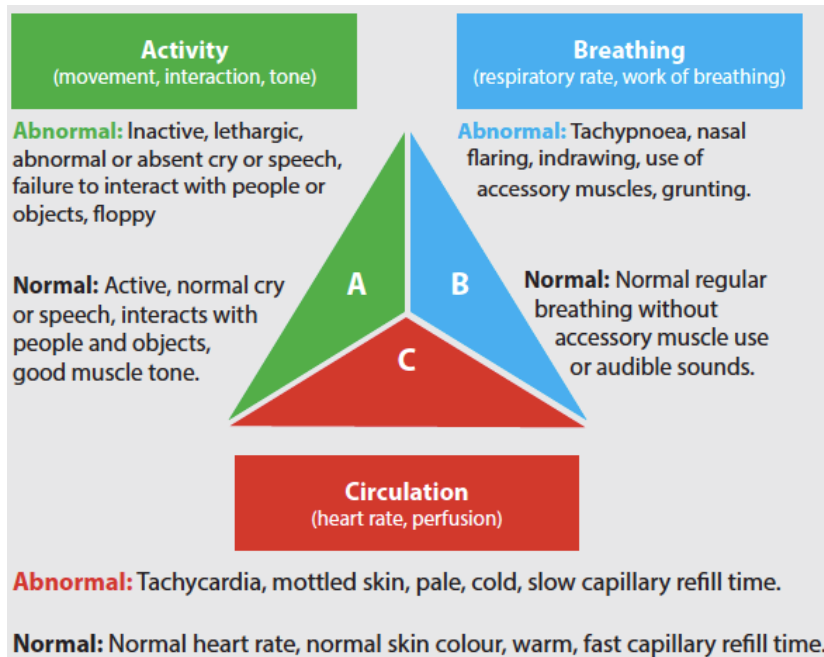 Activity
(movement, interaction, tone)
Abnormal: Inactive, lethargic,
abnormal or absent cry or speech,
failure to interact with people or
objects, floppy
Normal: Active, normal cry
or speech, interacts with
people and objects,
good muscle tone.
Breathing
(respiratory rate, work of breathing)
Abnormal: Tachypnoea, nasal
flaring, indrawing, use of
accessory muscles, grunting.
Normal: Normal regular
breathing without
accessory muscle use
or audible sounds.
A
B
C
Circulation
(heart rate, perfusion)
Abnormal: Tachycardia, mottled skin, pale, cold, slow capillary refill time.
Normal: Normal heart rate, normal skin colour, warm, fast capillary refill time.